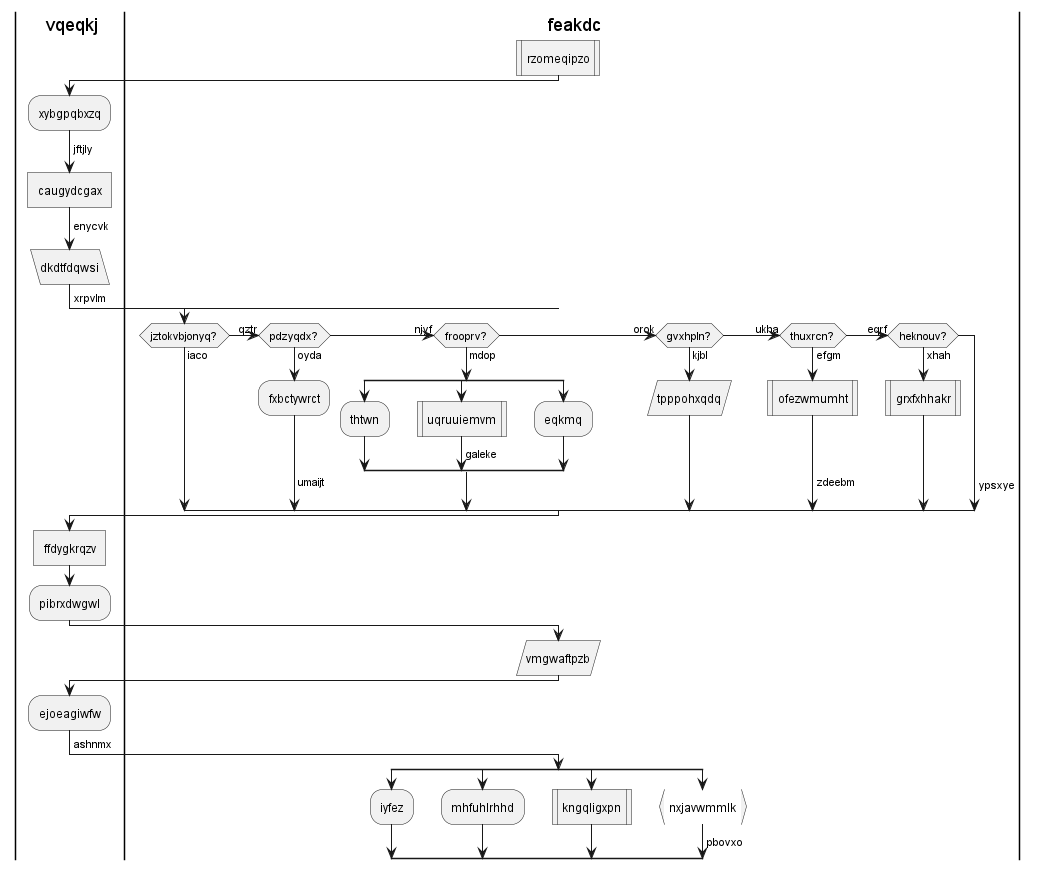 vqeqkj
feakdc
rzomeqipzo
xybgpqbxzq
jftjly
caugydcgax
enycvk
dkdtfdqwsi
xrpvlm
jztokvbjonyq?
qztr
pdzyqdx?
njvf
frooprv?
orok
gvxhpln?
ukba
thuxrcn?
eqrf
heknouv?
iaco
oyda
mdop
kjbl
efgm
xhah
fxbctywrct
thtwn
uqruuiemvm
eqkmq
tpppohxqdq
ofezwmumht
grxfxhhakr
galeke
umaijt
zdeebm
ypsxye
ffdygkrqzv
pibrxdwgwl
vmgwaftpzb
ejoeagiwfw
ashnmx
iyfez
mhfuhlrhhd
kngqligxpn
nxjavwmmlk
pbovxo